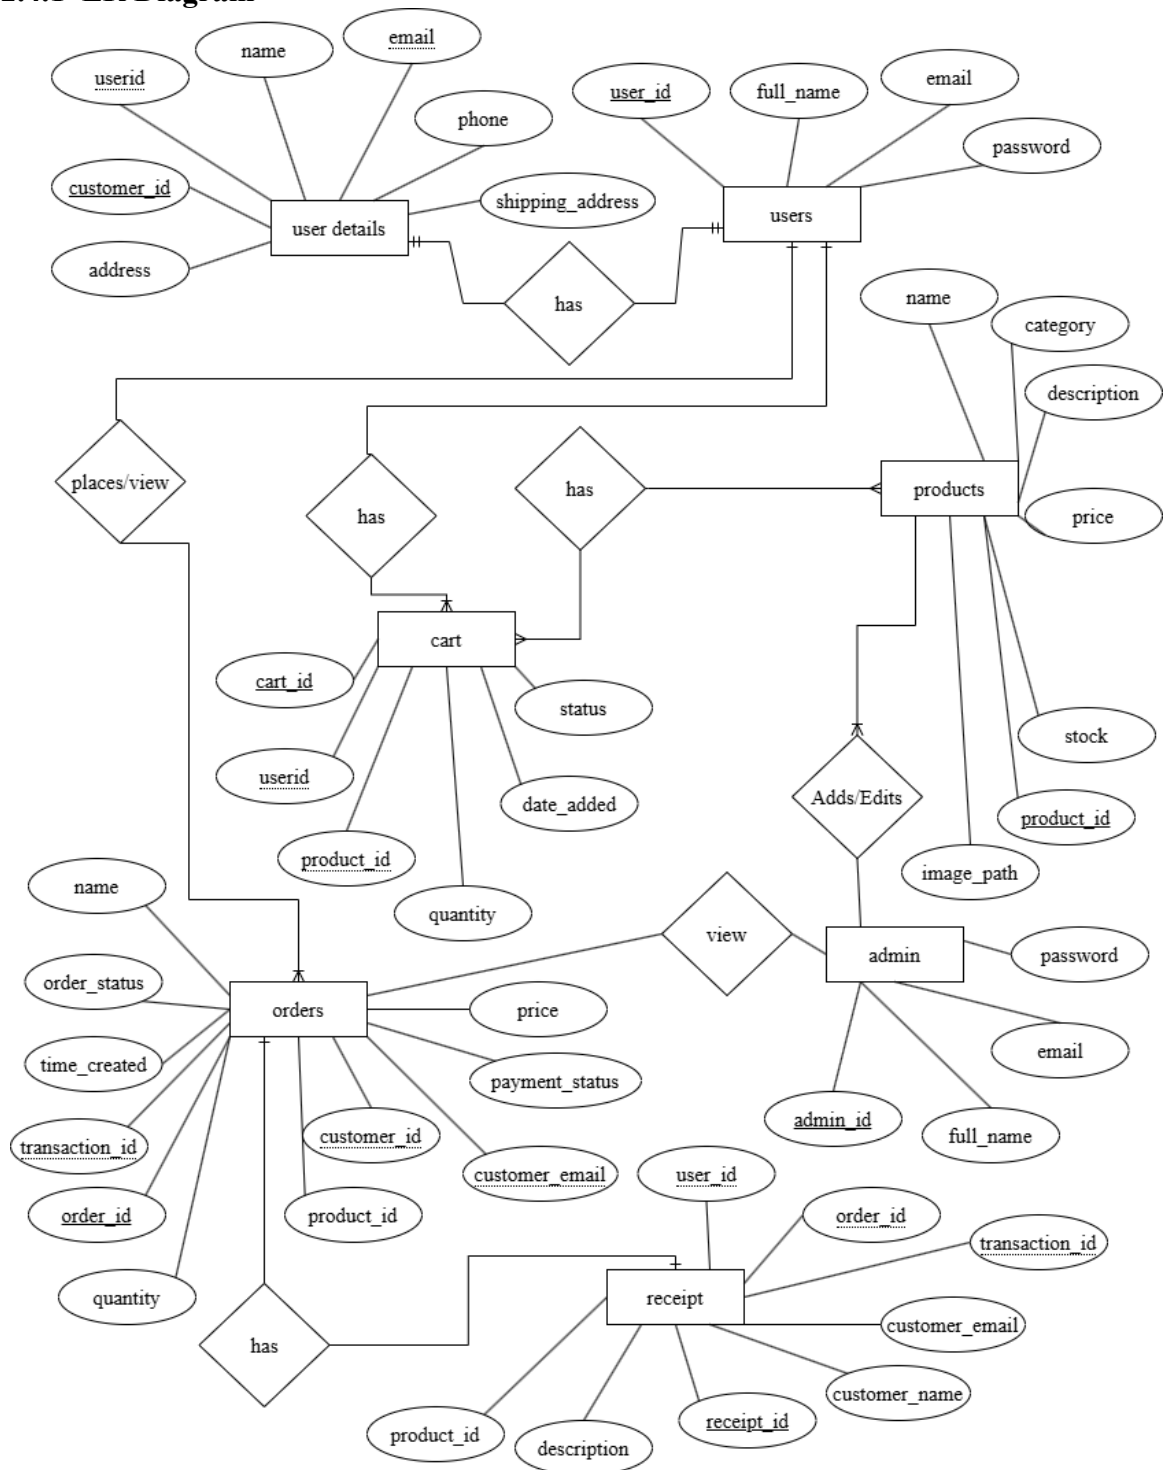 name
email
userid
user_id
full_name
email
phone
password
customer_id
shipping_address
user details
users
address
has
name
category
description
places/view
has
has
products
price
cart
cart_id
status
userid
stock
date_added
Adds/Edits
product_id
product_id
image_path
name
quantity
view
admin
password
order_status
orders
price
time_created
payment_status
email
admin_id
transaction_id
customer_id
full_name
customer_email
user_id
order_id
product_id
order_id
transaction_id
quantity
receipt
customer_email
has
customer_name
product_id
description
receipt_id